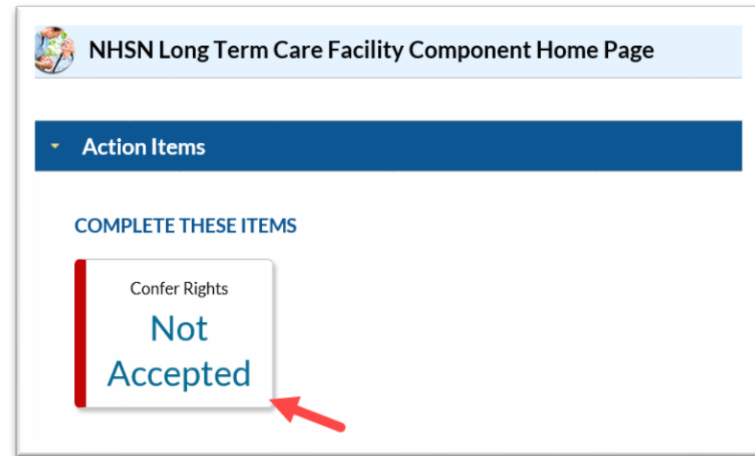 NHSN Long Term Care Facility Component Home Page
Action Items
COMPLETE THESE ITEMS
Confer Rights
Not
Accepted